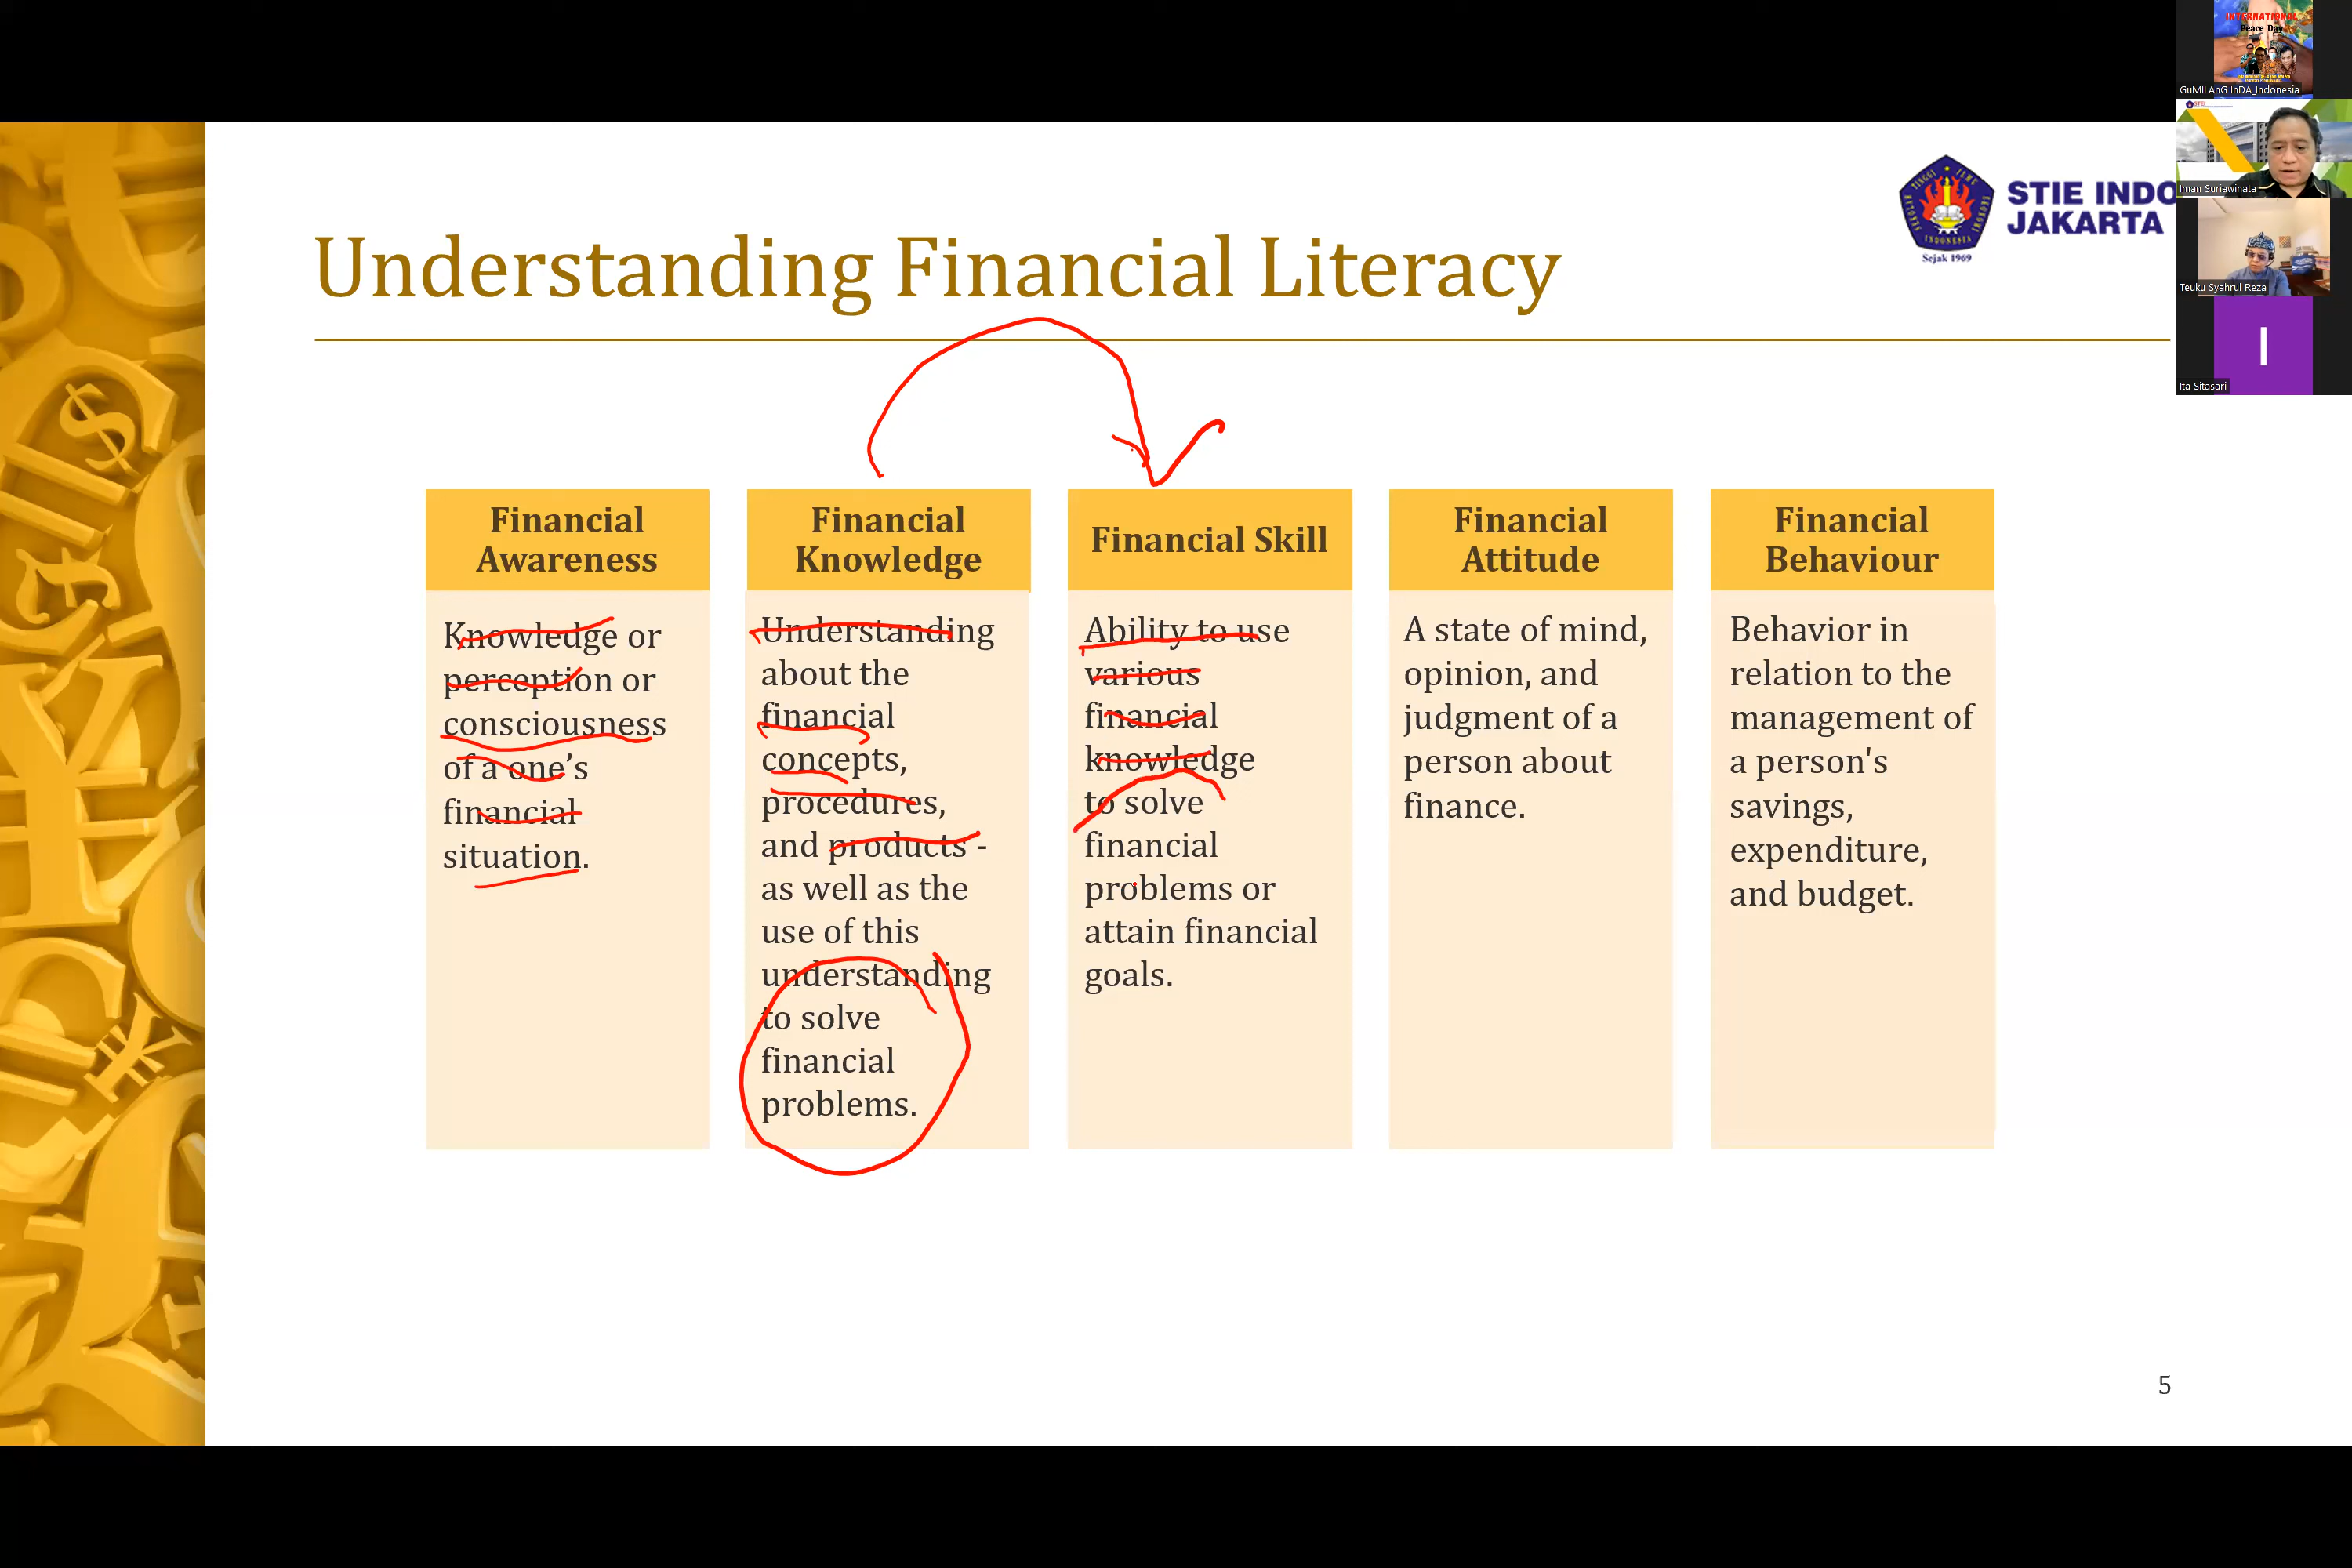 INTERNATIONAL
Peace Day
GuMILAnG InDA_Indonesia
Iman Suriawinata
Teuku Syahrul Reza
I
Ita Sitasari
STIE INDO
JAKARTA
Sejak 1969
Understanding Financial Literacy
Financial
Awareness
Knowledge or
perception or
consciousness
of a one’s
financial
situation.
Financial
Knowledge
Understanding
about the
financial
concepts,
procedures,
and products -
as well as the
use of this
understanding
to solve
financial
problems.
Financial Skill
Ability to use
various
financial
knowledge
to solve
financial
problems or
attain financial
goals.
Financial
Attitude
A state of mind,
opinion, and
judgment of a
person about
finance.
Financial
Behaviour
Behavior in
relation to the
management of
a person's
savings,
expenditure,
and budget.
5